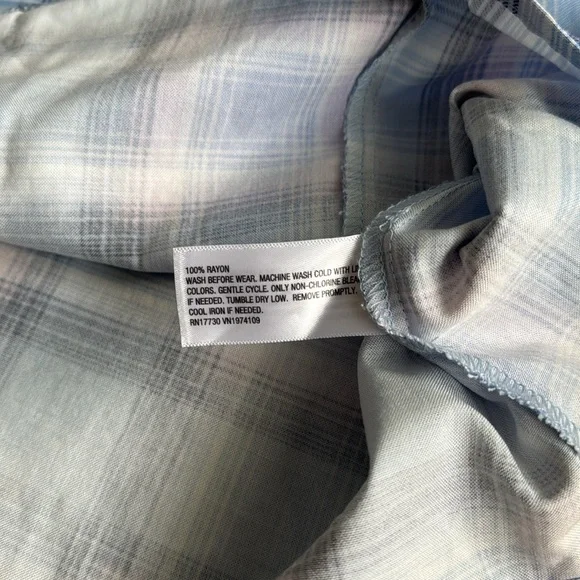 100% RAYON
WASH BEFORE WEAR. MACHINE WASH COLD WITH
COLORS. GENTLE CYCLE. ONLY NON-CHLORINE
IF NEEDED. TUMBLE DRY LOW. REMOVE PROMPTLY.
COOL IRON IF NEEDED.
RN17730 VN1974109